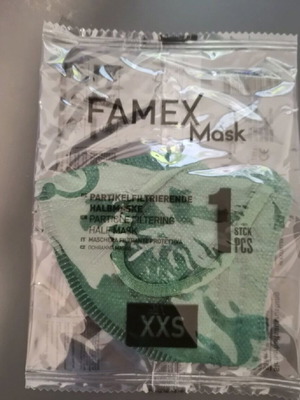 FAMEX
Mask
PARTIKELFILTRIERENDE
HALBMASKE
PARTICLE FILTERING
HALF MASK
1
STCK
PCS
XXS